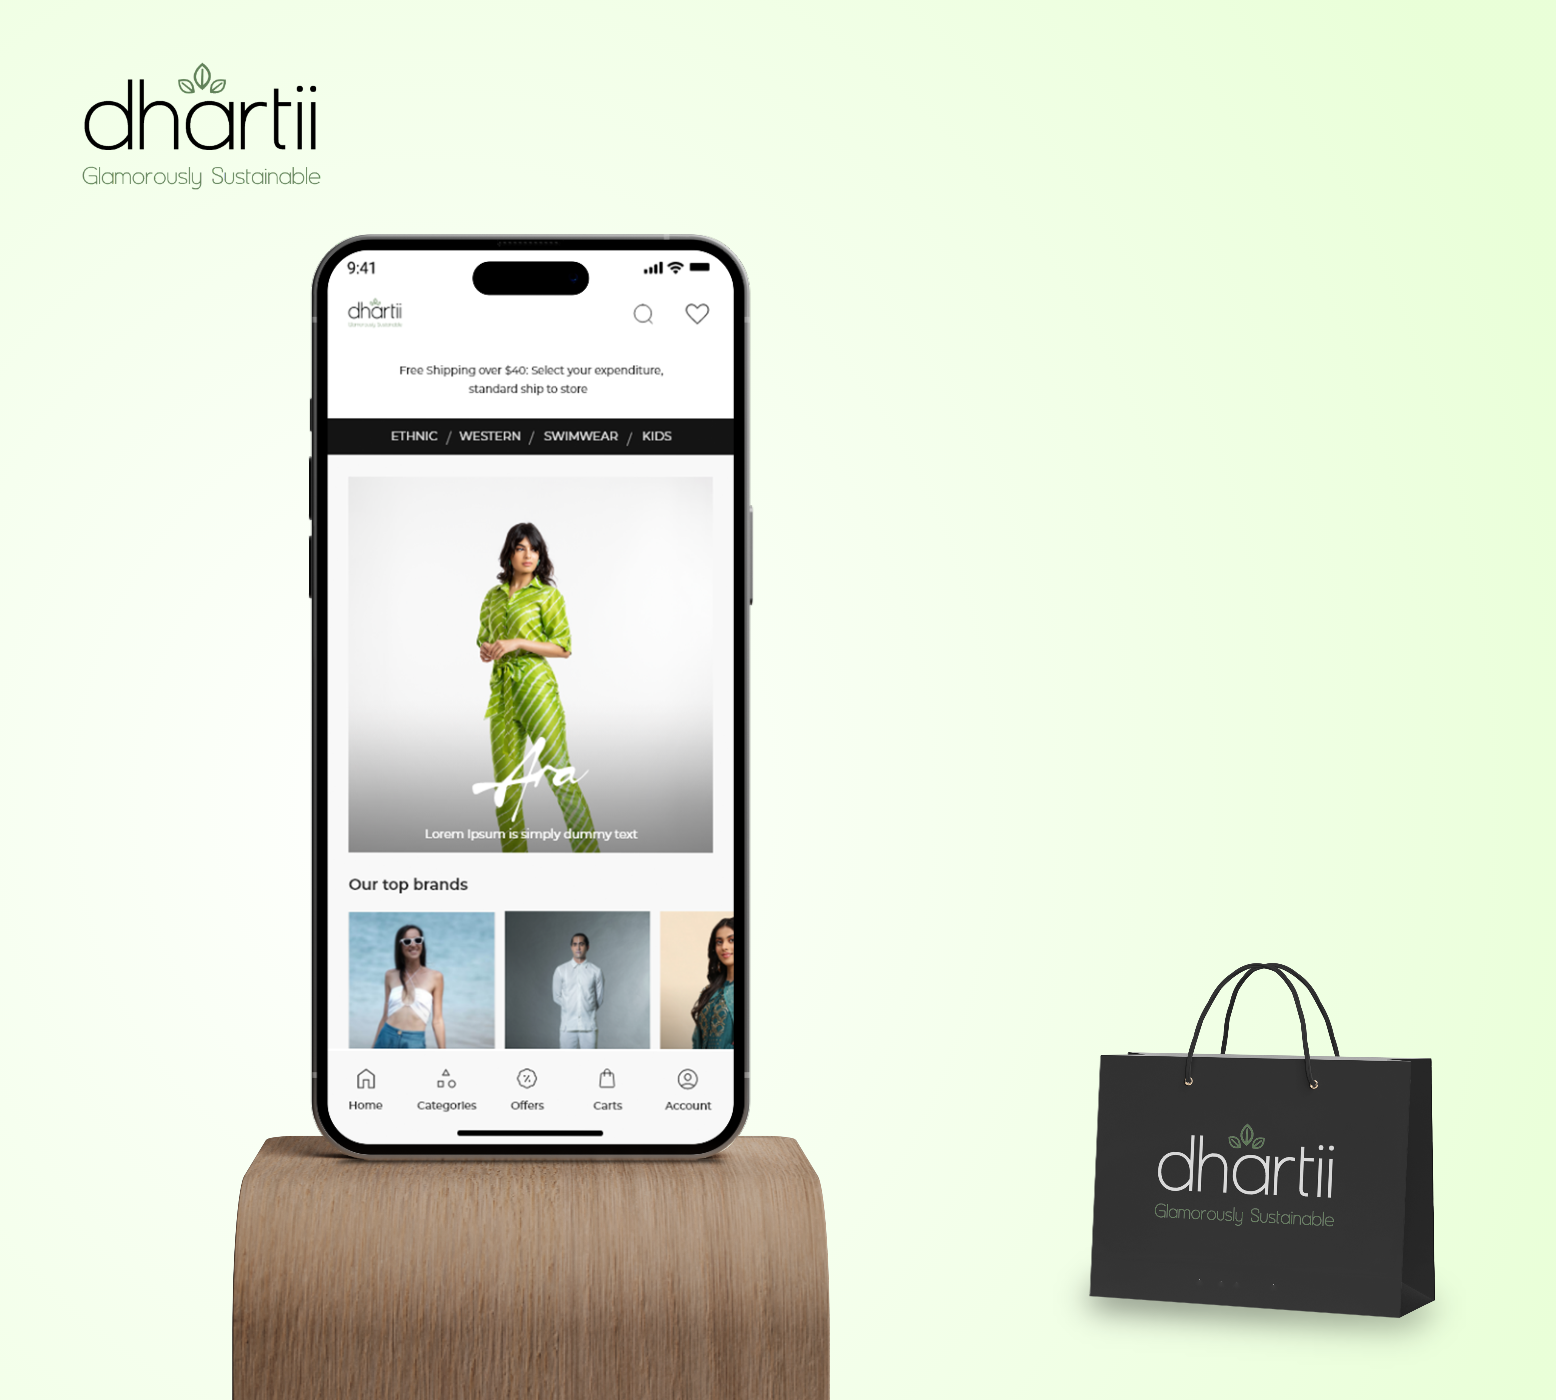 dhartii
Glamorously Sustainable
9:41
dhartii
Glamorously Sustainable
Free Shipping over $40: Select your expenditure,
standard ship to store
ETHNIC / WESTERN / SWIMWEAR / KIDS
Ara
Lorem Ipsum is simply dummy text
Our top brands
Home Categories Offers Carts Account
dhartii
Glamorously Sustainable